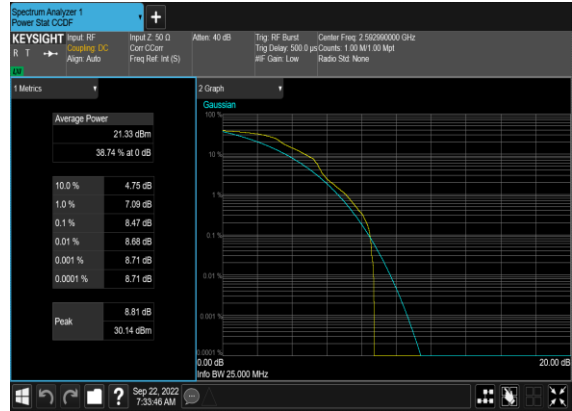 Spectrum Analyzer 1
Power Stat CCDF
KEYSIGHT
R T
Input: RF
Coupling: DC
Align: Auto
Input Z: 50 Ω
Corr CCorr
Freq Ref: Int (S)
Atten: 40 dB
Trig: RF Burst
Trig Delay: 500.0 µs
#IF Gain: Low
Center Freq: 2.592990000 GHz
Counts: 1.00 M/1.00 Mpt
Radio Std: None
1 Metrics
Average Power
21.33 dBm
38.74 % at 0 dB
10.0 % 4.75 dB
1.0 % 7.09 dB
0.1 % 8.47 dB
0.01 % 8.68 dB
0.001 % 8.71 dB
0.0001 % 8.71 dB
Peak
8.81 dB
30.14 dBm
2 Graph
Gaussian
100 %
10 %
1 %
0.1 %
0.01 %
0.001 %
0.0001 %
0.00 dB
20.00 dB
Info BW 25.000 MHz
Sep 22, 2022
7:33:46 AM